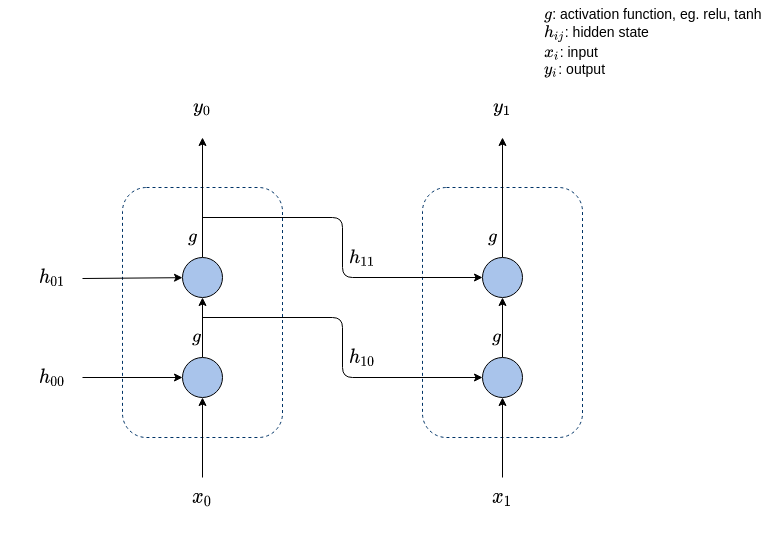 g: activation function, eg. relu, tanh
h_{ij}: hidden state
x_i: input
y_i: output
y_0
y_1
g
g
h_{11}
h_{01}
g
g
h_{10}
h_{00}
x_0
x_1